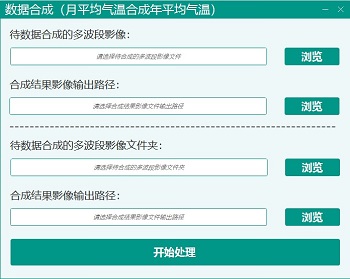 数据合成（月平均气温合成年平均气温）
待数据合成的多波段影像：
请选择待合成的多波段影像文件
浏览
合成结果影像输出路径：
请选择合成结果影像文件输出路径
浏览
待数据合成的多波段影像文件夹：
请选择待合成的多波段影像文件夹
浏览
合成结果影像输出路径：
请选择合成结果影像文件输出路径
浏览
开始处理